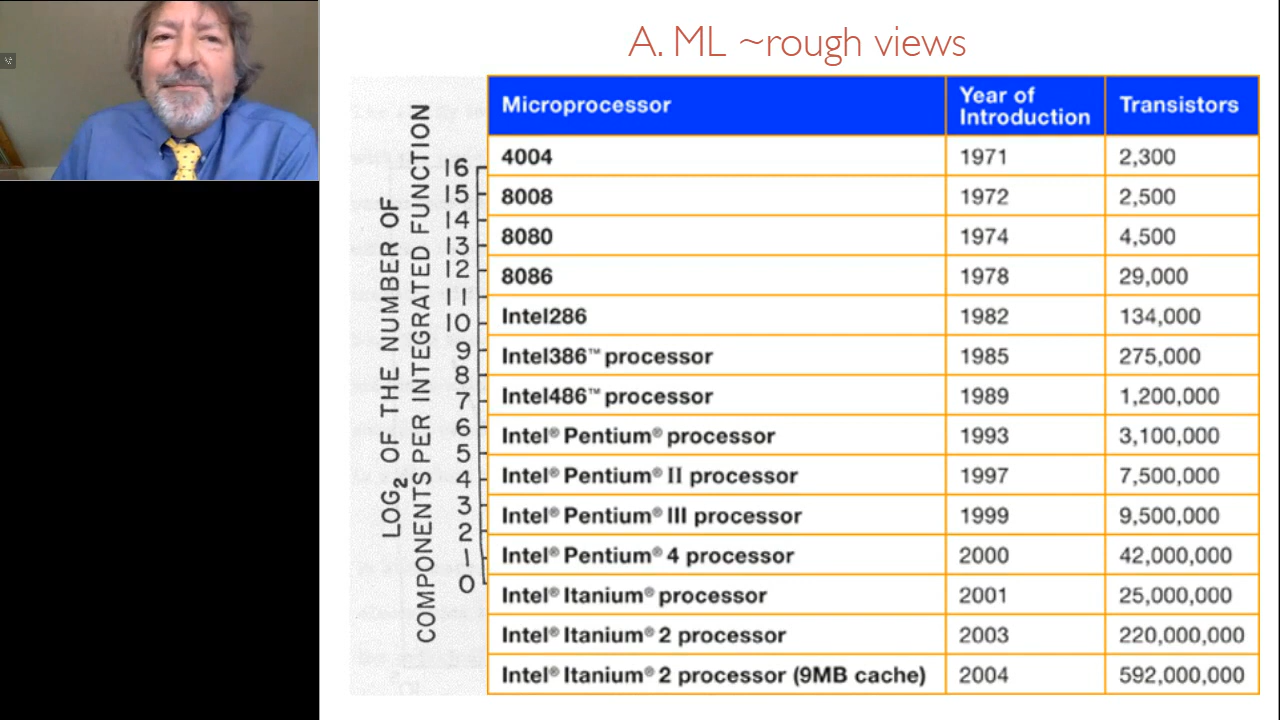 A. ML ~rough views
LOG2 OF THE NUMBER OF
COMPONENTS PER INTEGRATED FUNCTION
16
15
14
13
12
11
10
9
8
7
6
5
4
3
2
1
0
Microprocessor Year of Introduction Transistors
4004 1971 2,300
8008 1972 2,500
8080 1974 4,500
8086 1978 29,000
Intel286 1982 134,000
Intel386™ processor 1985 275,000
Intel486™ processor 1989 1,200,000
Intel® Pentium® processor 1993 3,100,000
Intel® Pentium® II processor 1997 7,500,000
Intel® Pentium® III processor 1999 9,500,000
Intel® Pentium® 4 processor 2000 42,000,000
Intel® Itanium® processor 2001 25,000,000
Intel® Itanium® 2 processor 2003 220,000,000
Intel® Itanium® 2 processor (9MB cache) 2004 592,000,000